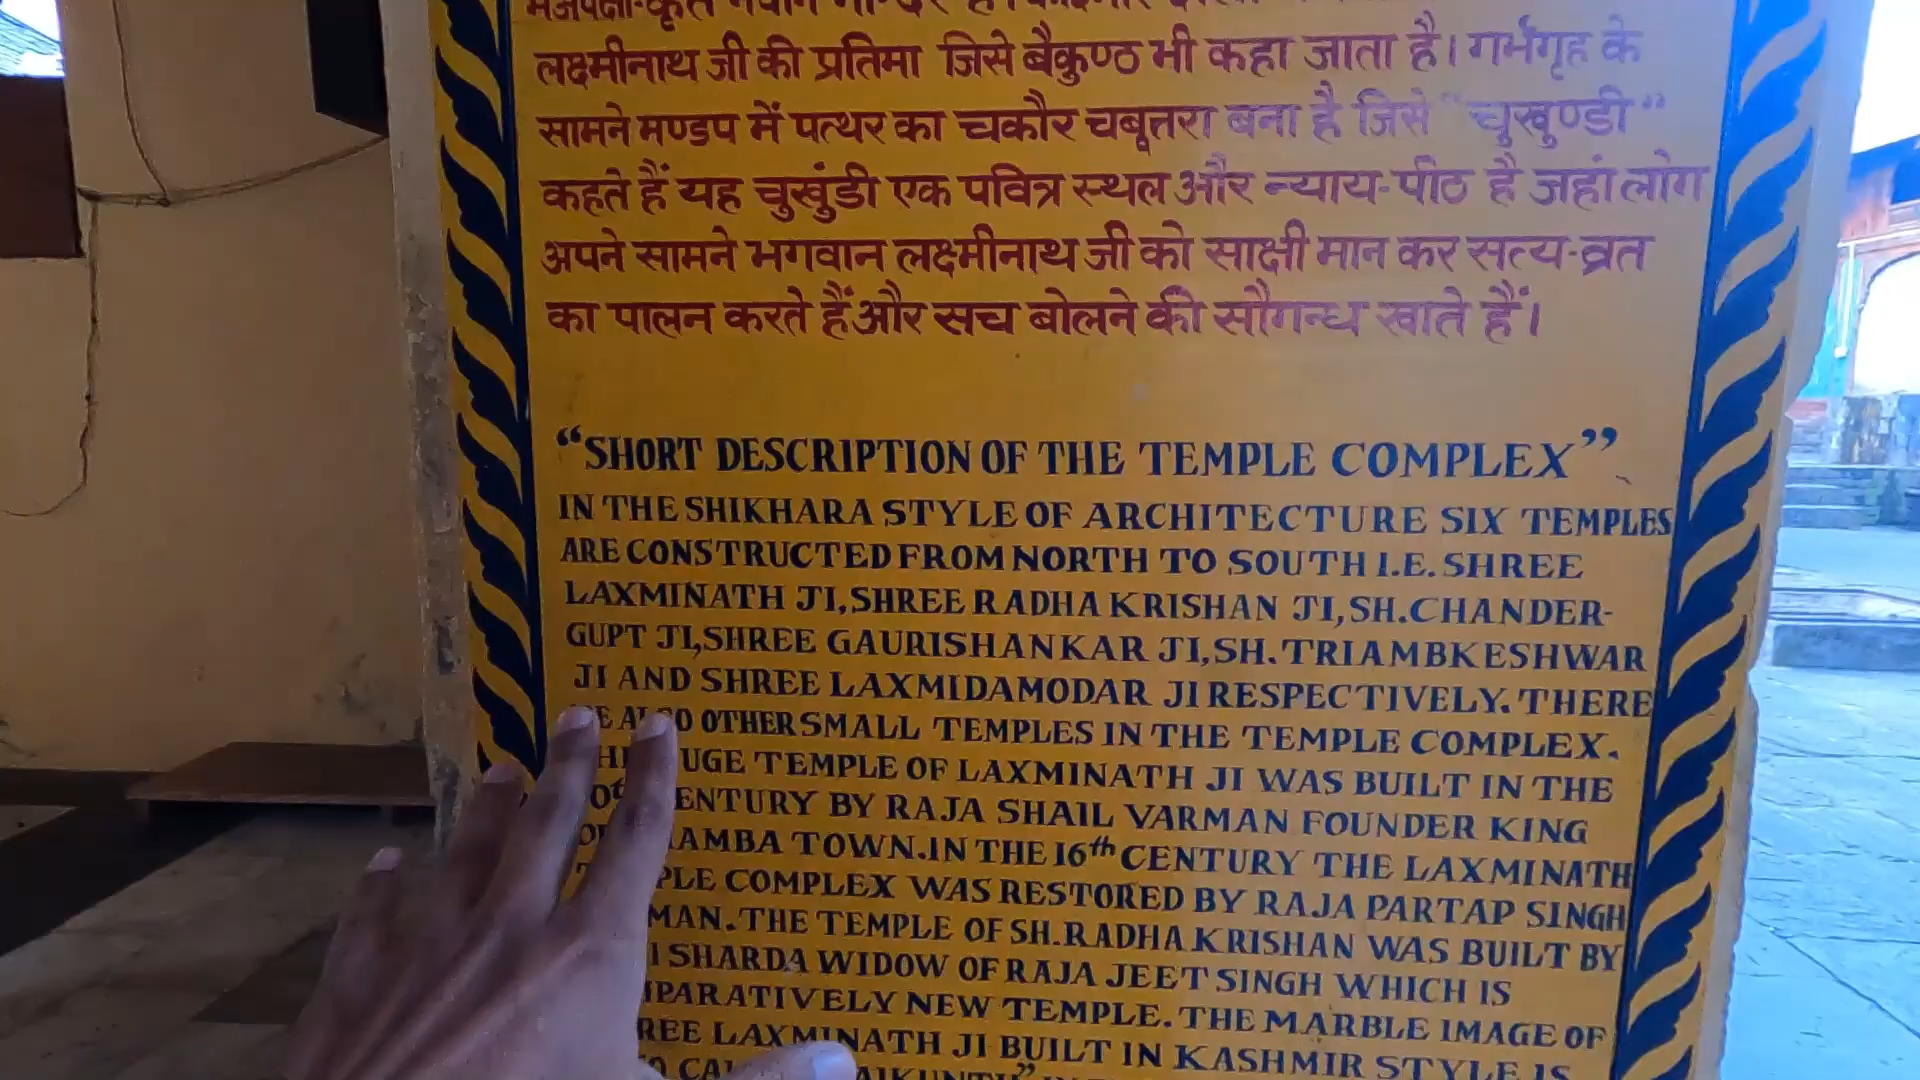 लक्ष्मीनाथ जी की प्रतिमा जिसे बैकुण्ठ भी कहा जाता है। गर्भगृह के
सामने मण्डप में पत्थर का चकौर चबूत्तरा बना है जिसे "चुखुण्डी"
कहते हैं यह चुखुंडी एक पवित्र स्थल और न्याय-पीठ है जहां लोग
अपने सामने भगवान लक्ष्मीनाथ जी को साक्षी मान कर सत्य-व्रत
का पालन करते हैं और सच बोलने की सौगन्ध खाते हैं।
"SHORT DESCRIPTION OF THE TEMPLE COMPLEX"
IN THE SHIKHARA STYLE OF ARCHITECTURE SIX TEMPLES
ARE CONSTRUCTED FROM NORTH TO SOUTH I.E. SHREE
LAXMINATH JI, SHREE RADHA KRISHAN JI, SH. CHANDER-
GUPT JI, SHREE GAURISHANKAR JI, SH. TRIAMBKESHWAR
JI AND SHREE LAXMIDAMODAR JI RESPECTIVELY. THERE
ALSO OTHER SMALL TEMPLES IN THE TEMPLE COMPLEX.
UGE TEMPLE OF LAXMINATH JI WAS BUILT IN THE
ENTURY BY RAJA SHAIL VARMAN FOUNDER KING
AMBA TOWN. IN THE 16th CENTURY THE LAXMINATH
PLE COMPLEX WAS RESTORED BY RAJA PARTAP SINGH
MAN. THE TEMPLE OF SH. RADHA KRISHAN WAS BUILT BY
I SHARDA WIDOW OF RAJA JEET SINGH WHICH IS
PARATIVELY NEW TEMPLE. THE MARBLE IMAGE OF
REE LAXMINATH JI BUILT IN KASHMIR STYLE IS